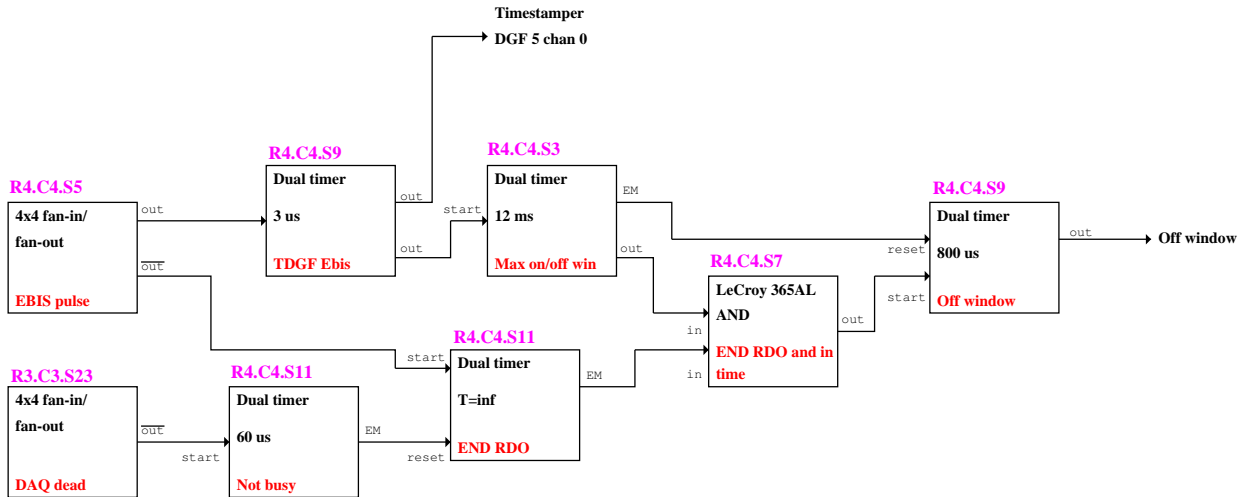 Timestamper
DGF 5 chan 0
R4.C4.S5
4x4 fan-in/
fan-out
EBIS pulse
out
out
R4.C4.S9
Dual timer
3 us
TDGF Ebis
out
out
start
R4.C4.S3
Dual timer
12 ms
Max on/off win
EM
out
R4.C4.S9
Dual timer
800 us
Off window
reset
start
out
Off window
R4.C4.S7
LeCroy 365AL
AND
END RDO and in
time
in
in
out
R4.C4.S11
Dual timer
T=inf
END RDO
start
reset
EM
R3.C3.S23
4x4 fan-in/
fan-out
DAQ dead
out
start
R4.C4.S11
Dual timer
60 us
Not busy
EM